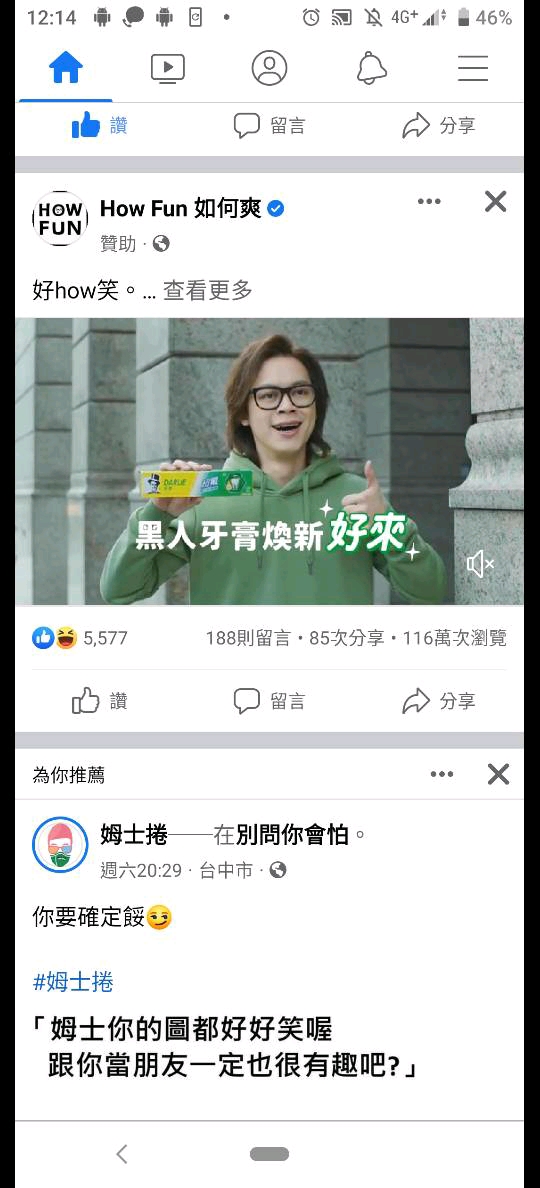 12:14
4G+
46%
讚 留言 分享
HOW FUN
How Fun 如何爽
贊助
好how笑。... 查看更多
DARLIE
黑人牙膏煥新好來
5,577 188則留言・85次分享・116萬次瀏覽
讚 留言 分享
為你推薦
姆士捲——在別問你會怕。
週六20:29 · 台中市 ·
你要確定餒😏
#姆士捲
「姆士你的圖都好好笑喔
跟你當朋友一定也很有趣吧?」